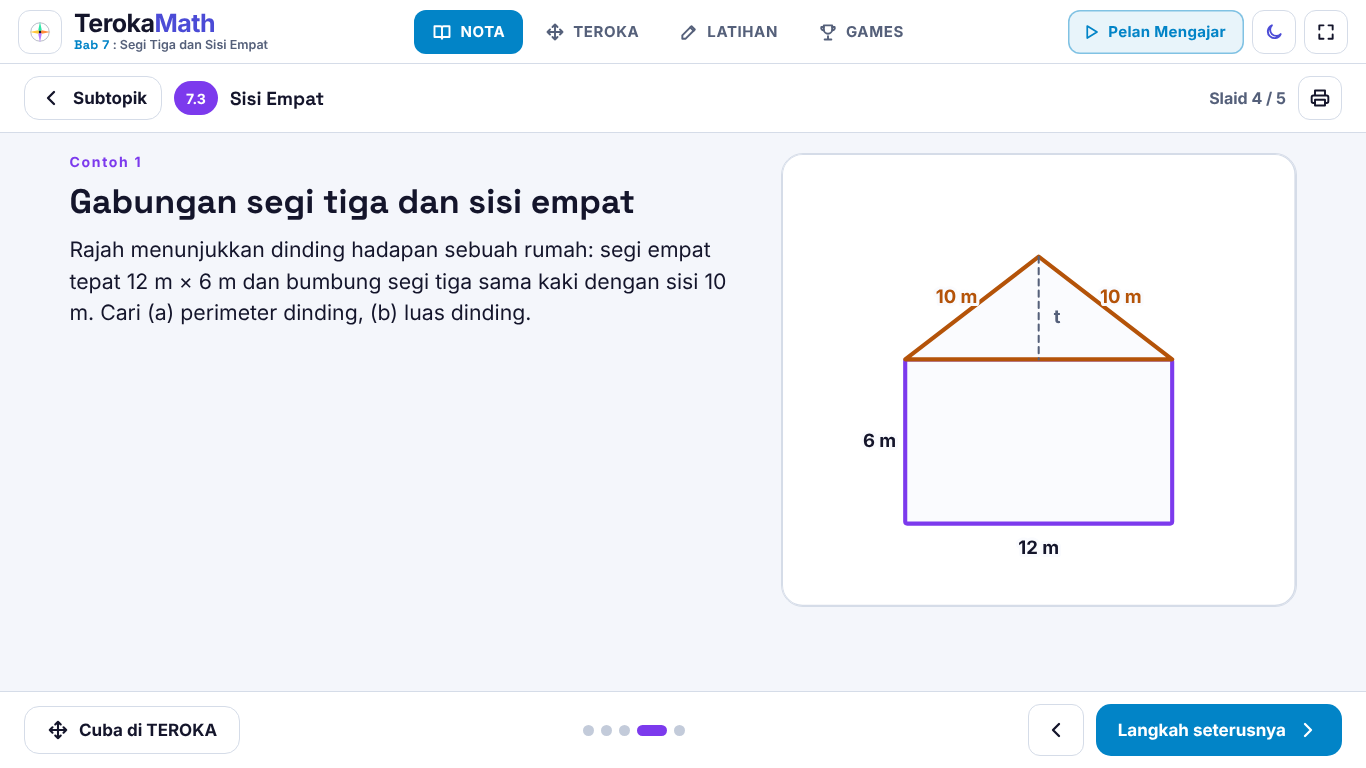 TerokaMath
Bab 7 : Segi Tiga dan Sisi Empat
NOTA
TEROKA
LATIHAN
GAMES
Pelan Mengajar
Subtopik
7.3
Sisi Empat
Slaid 4 / 5
Contoh 1
Gabungan segi tiga dan sisi empat
Rajah menunjukkan dinding hadapan sebuah rumah: segi empat
tepat 12 m × 6 m dan bumbung segi tiga sama kaki dengan sisi 10
m. Cari (a) perimeter dinding, (b) luas dinding.
10 m
10 m
t
6 m
12 m
Cuba di TEROKA
Langkah seterusnya